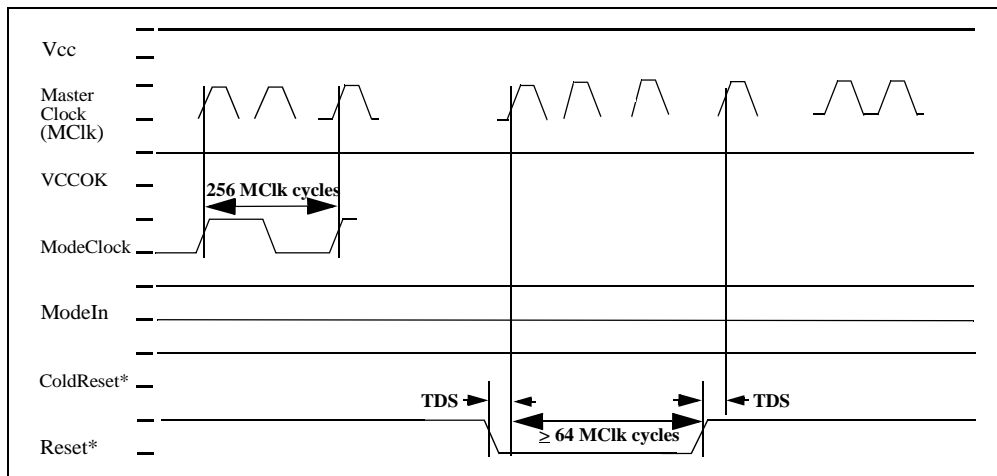 Vcc
Master
Clock
(MClk)
VCCOK
256 MClk cycles
ModeClock
ModeIn
ColdReset*
TDS
TDS
≥ 64 MClk cycles
Reset*